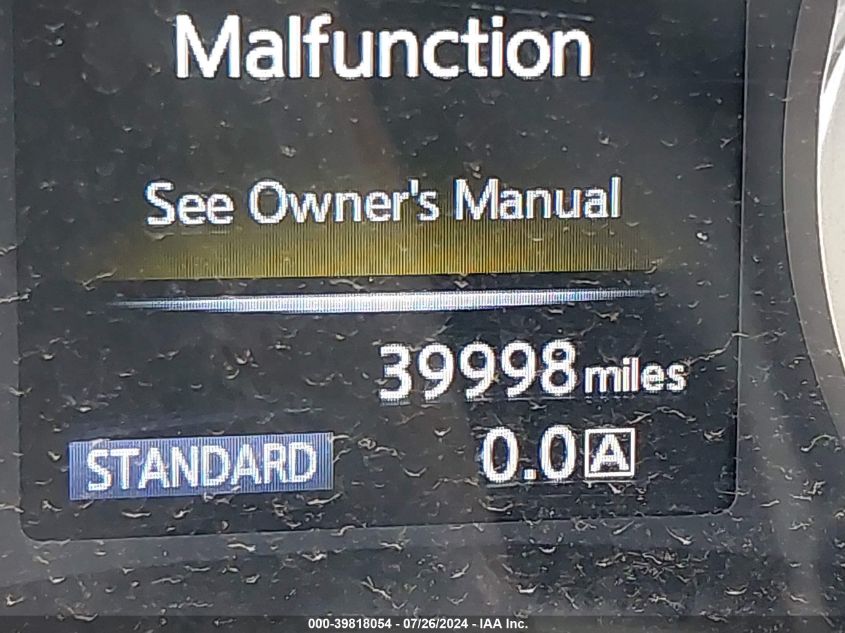 Malfunction
See Owner's Manual
39998 miles
STANDARD 0.0 A
000-39818054 - 07/26/2024 - IAA Inc.